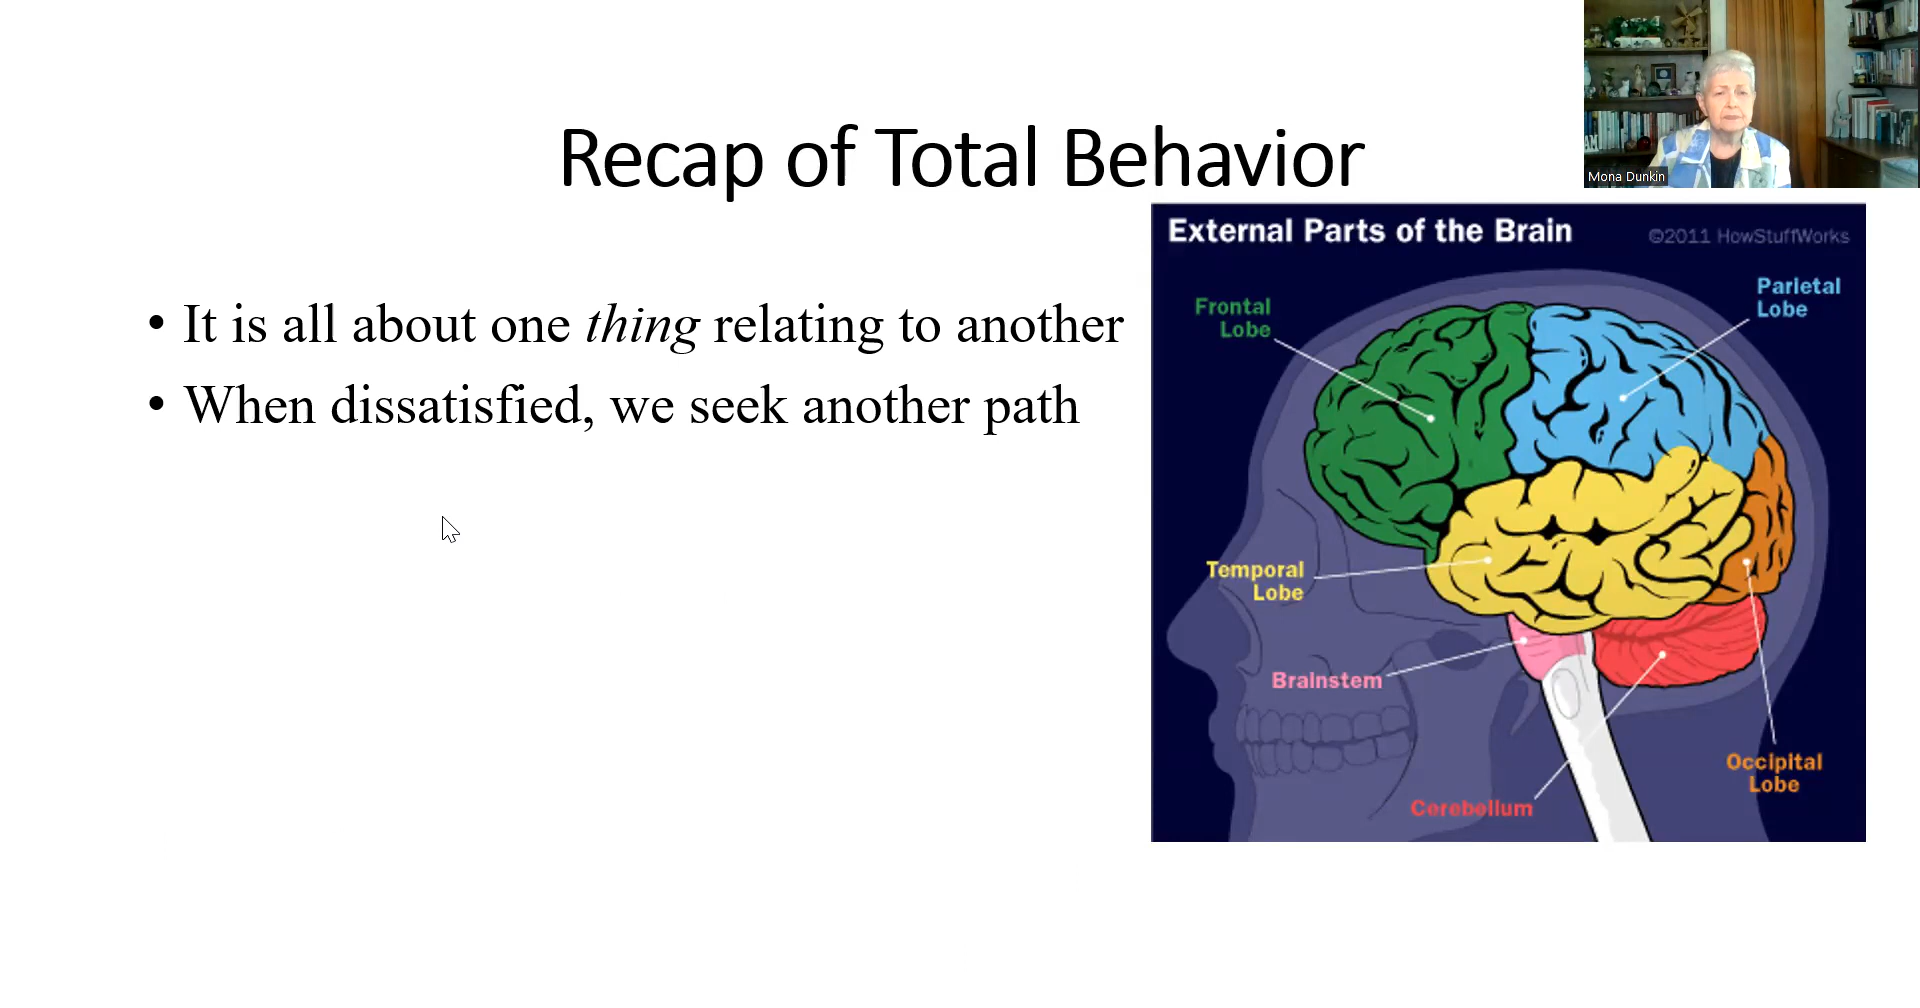 Recap of Total Behavior
AM
Mona Dunkin
• It is all about one thing relating to another
• When dissatisfied, we seek another path
External Parts of the Brain
©2011 HowStuffWorks
Frontal
Lobe
Parietal
Lobe
Temporal
Lobe
Brainstem
Cerebellum
Occipital
Lobe